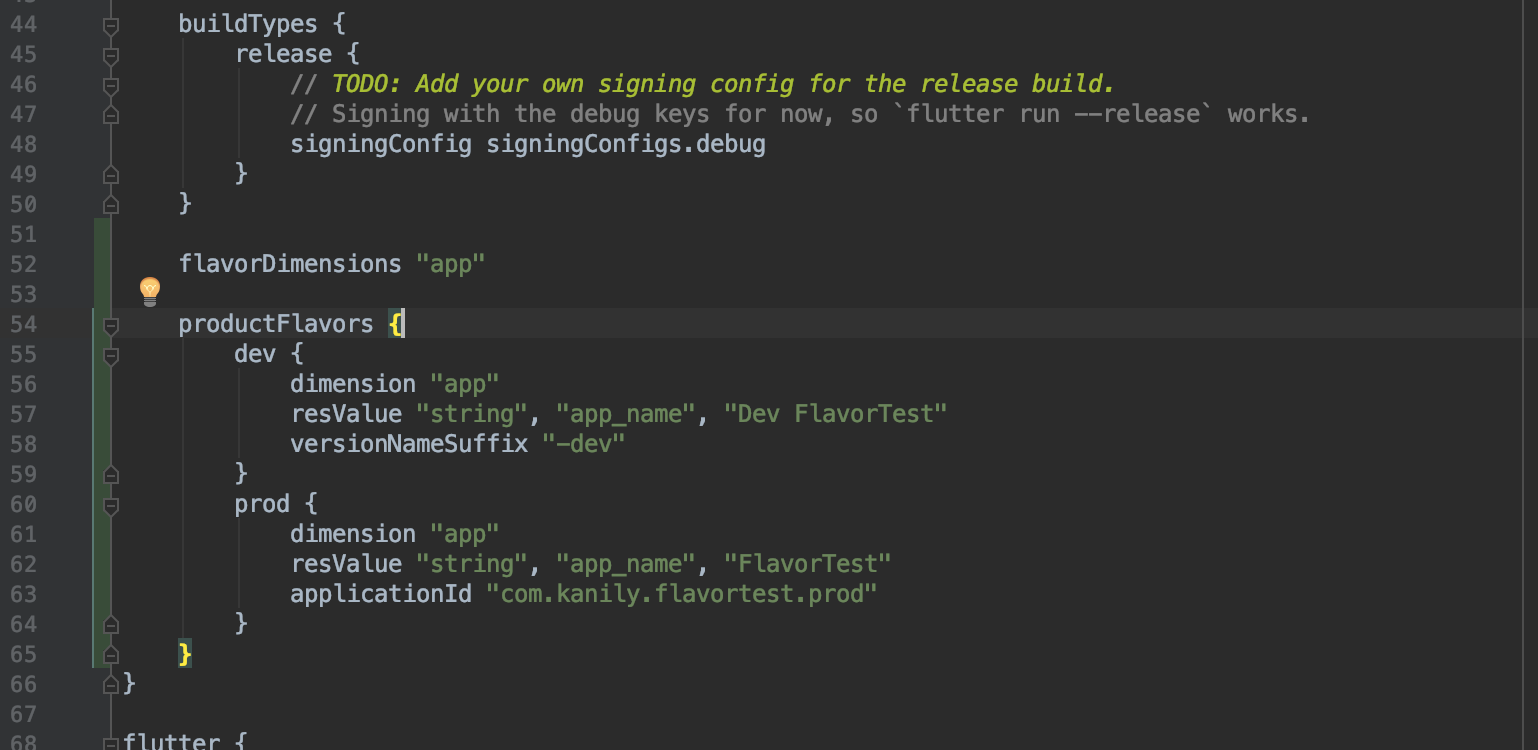 44 buildTypes {
45 release {
46 // TODO: Add your own signing config for the release build.
47 // Signing with the debug keys for now, so `flutter run --release` works.
48 signingConfig signingConfigs.debug
49 }
50 }
51
52 flavorDimensions "app"
53
54 productFlavors {
55 dev {
56 dimension "app"
57 resValue "string", "app_name", "Dev FlavorTest"
58 versionNameSuffix "-dev"
59 }
60 prod {
61 dimension "app"
62 resValue "string", "app_name", "FlavorTest"
63 applicationId "com.kanily.flavortest.prod"
64 }
65 }
66 }
67
68 flutter {